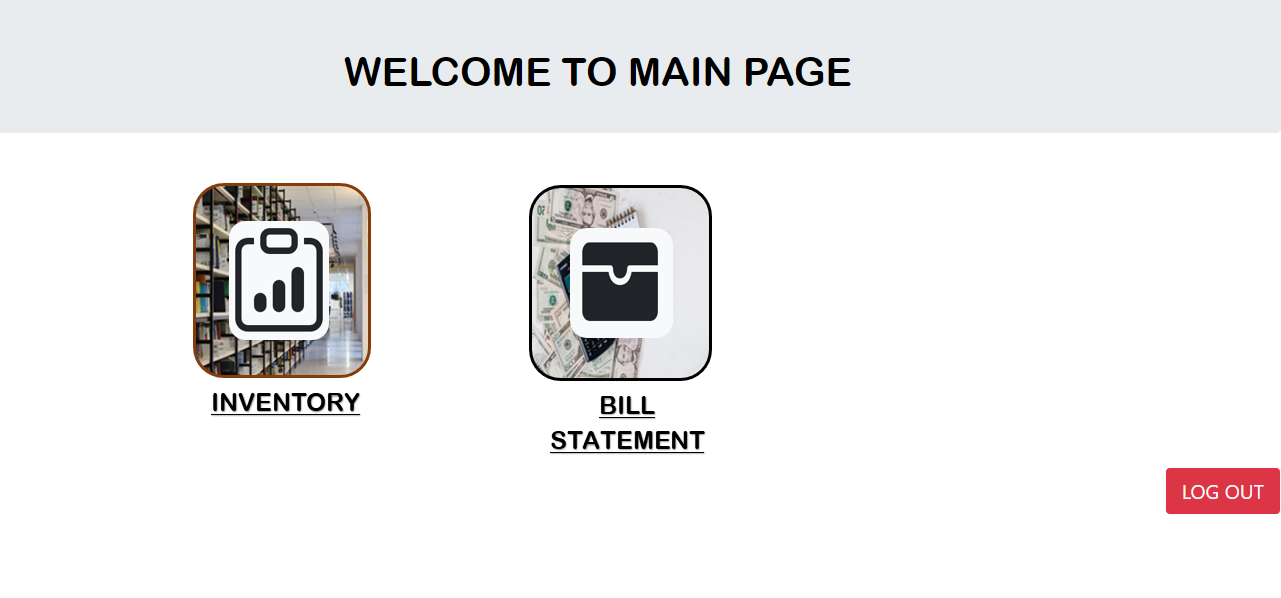 WELCOME TO MAIN PAGE
INVENTORY
BILL
STATEMENT
LOG OUT